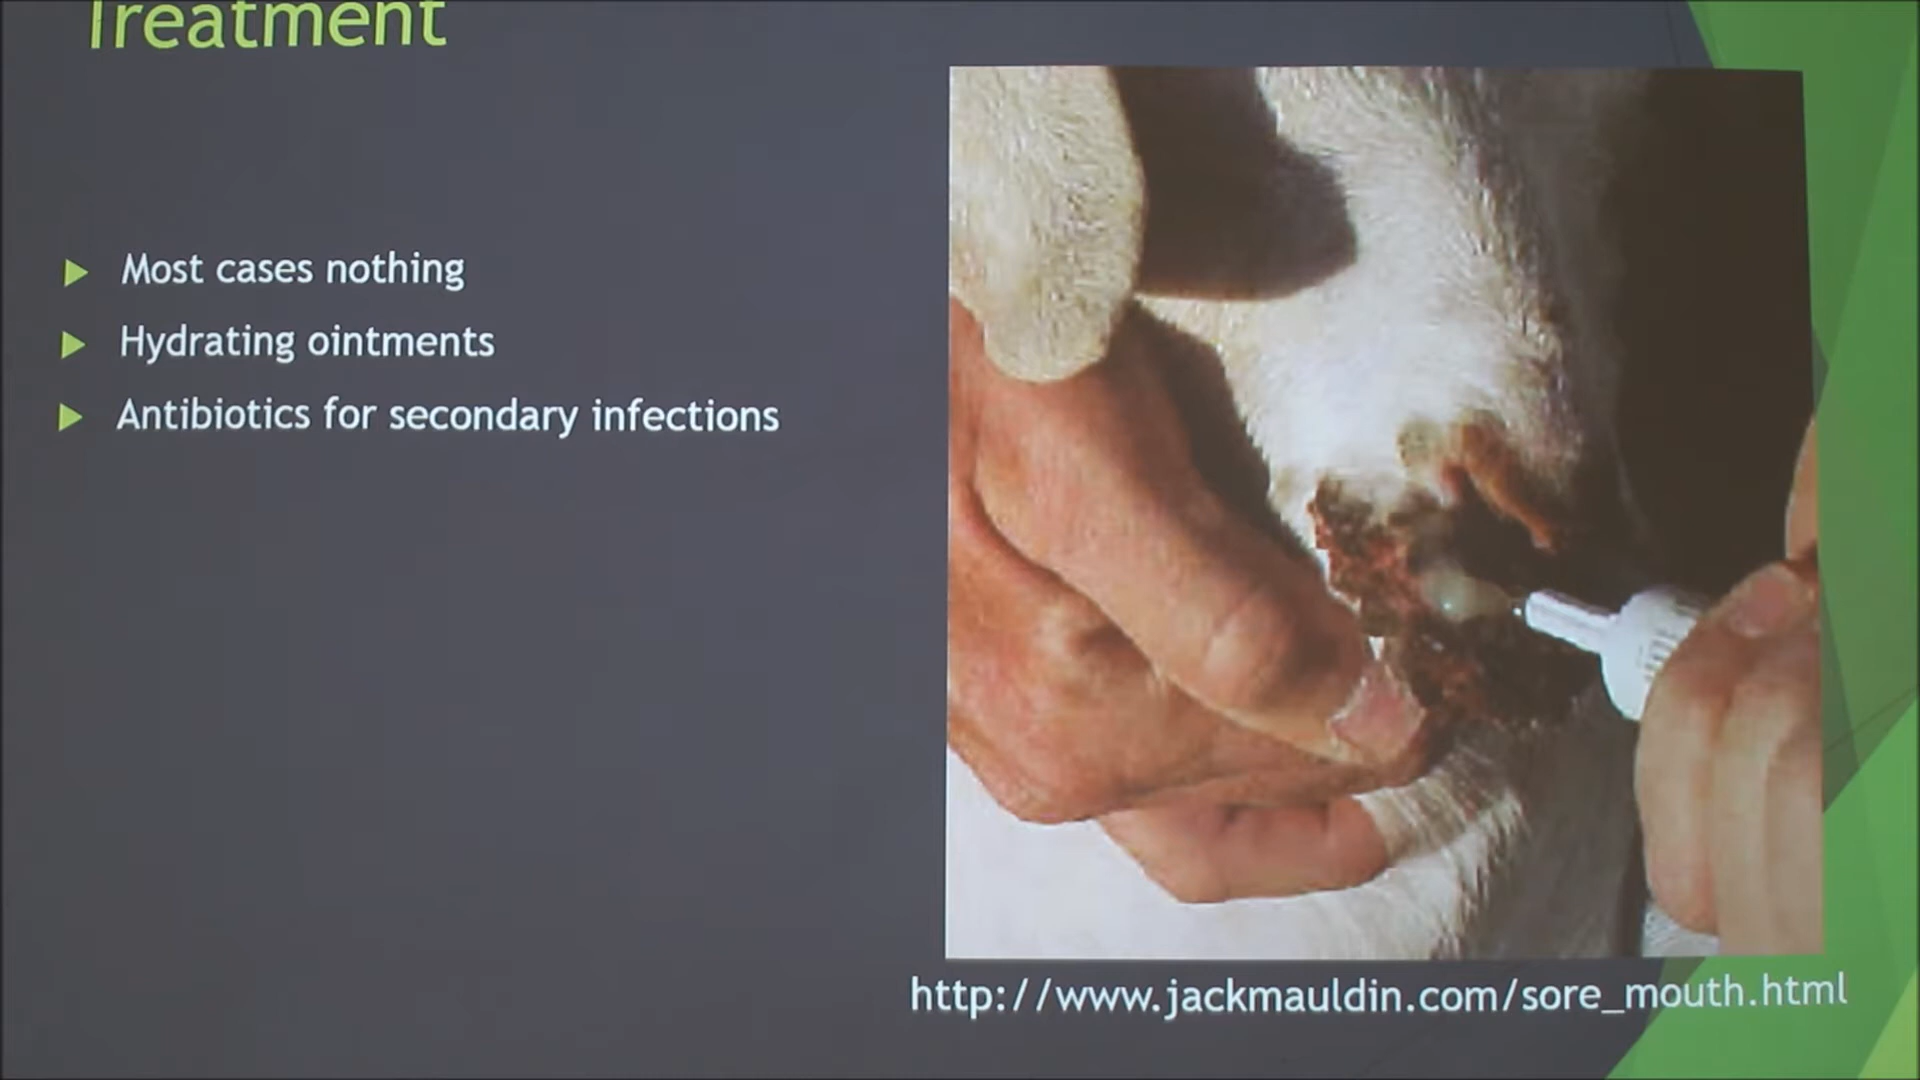 Treatment
Most cases nothing
Hydrating ointments
Antibiotics for secondary infections
http://www.jackmauldin.com/sore_mouth.html